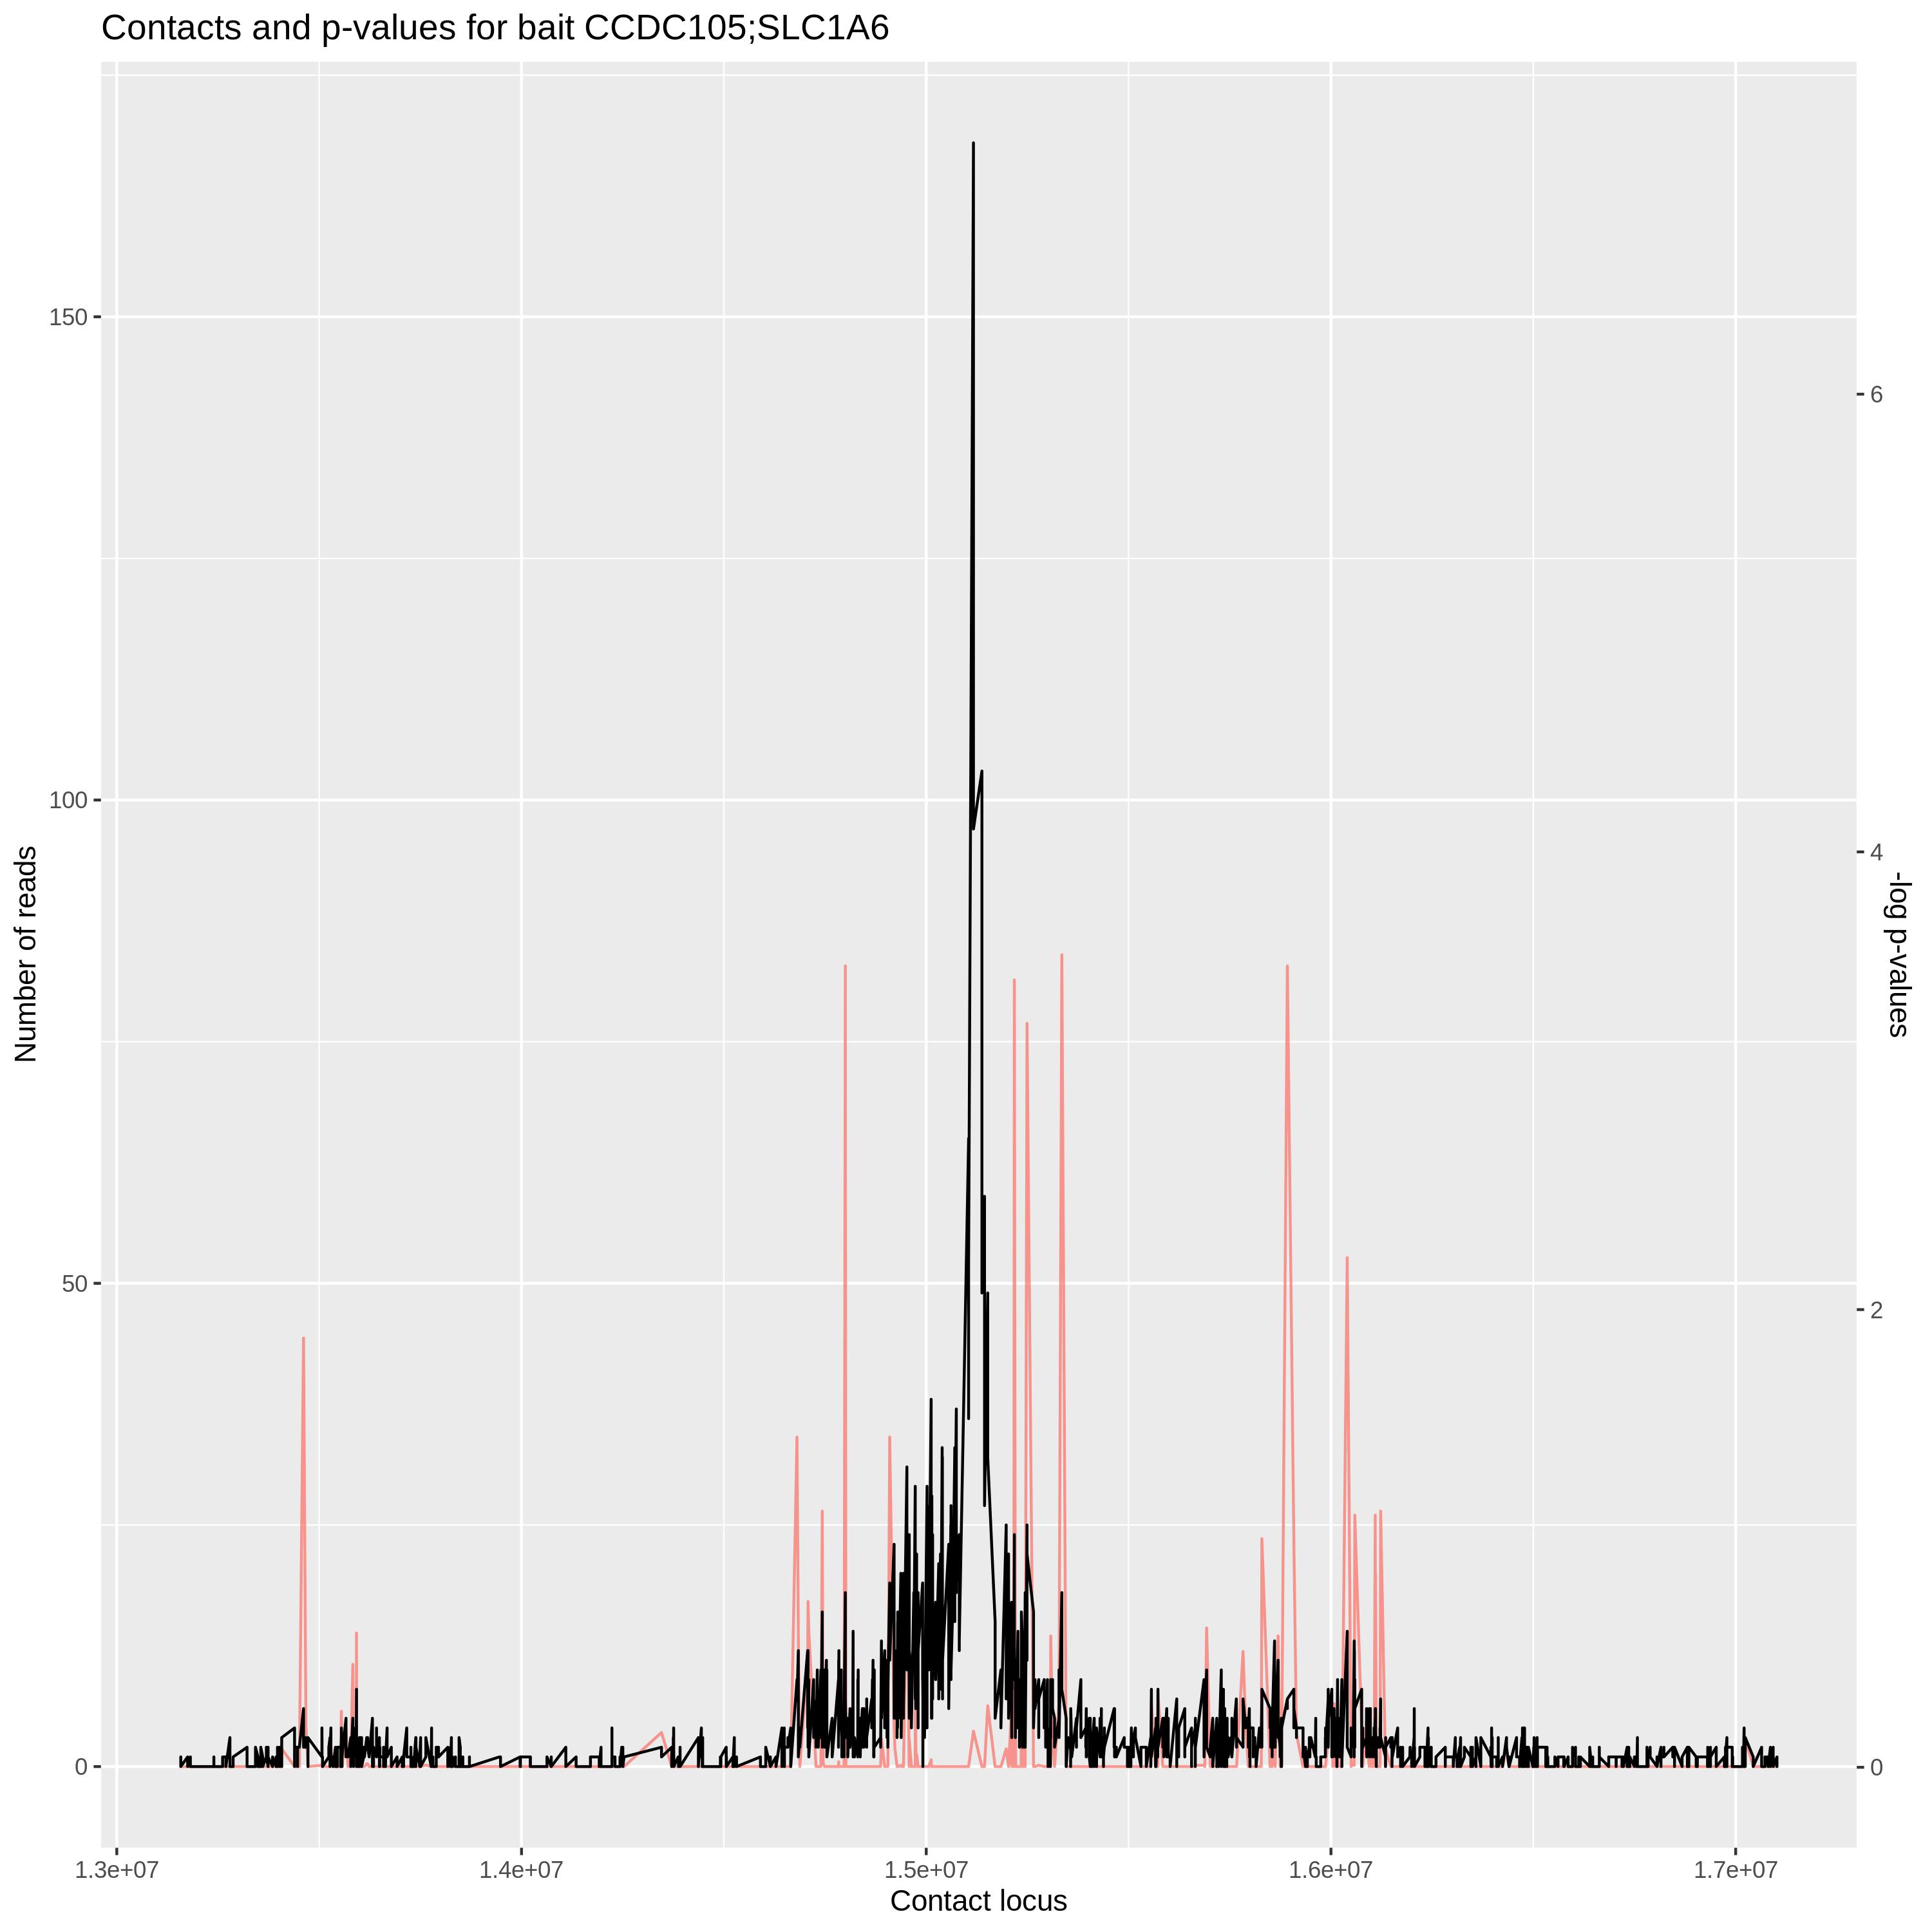 Contacts and p-values for bait CCDC105;SLC1A6
150
100
50
0
Number of reads
6
4
2
0
-log p-values
1.3e+07 1.4e+07 1.5e+07 1.6e+07 1.7e+07
Contact locus